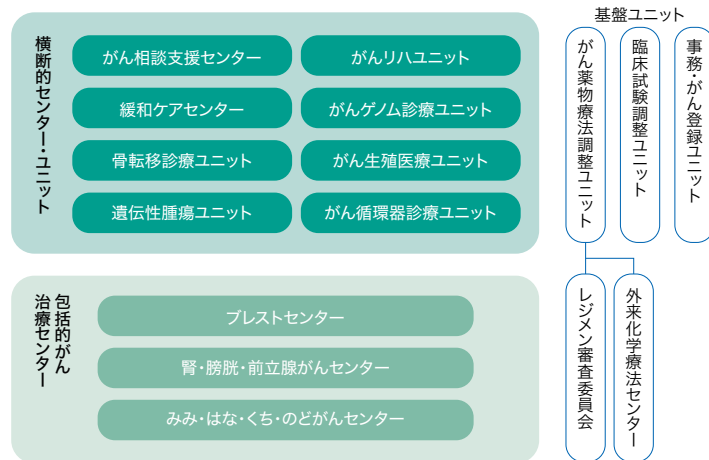 横断的センター・ユニット
がん相談支援センター
がんリハユニット
緩和ケアセンター
がんゲノム診療ユニット
骨転移診療ユニット
がん生殖医療ユニット
遺伝性腫瘍ユニット
がん循環器診療ユニット
包括的がん
治療センター
ブレストセンター
腎・膀胱・前立腺がんセンター
みみ・はな・くち・のどがんセンター
基盤ユニット
がん薬物療法調整ユニット
臨床試験調整ユニット
事務・がん登録ユニット
レジメン審査委員会
外来化学療法センター